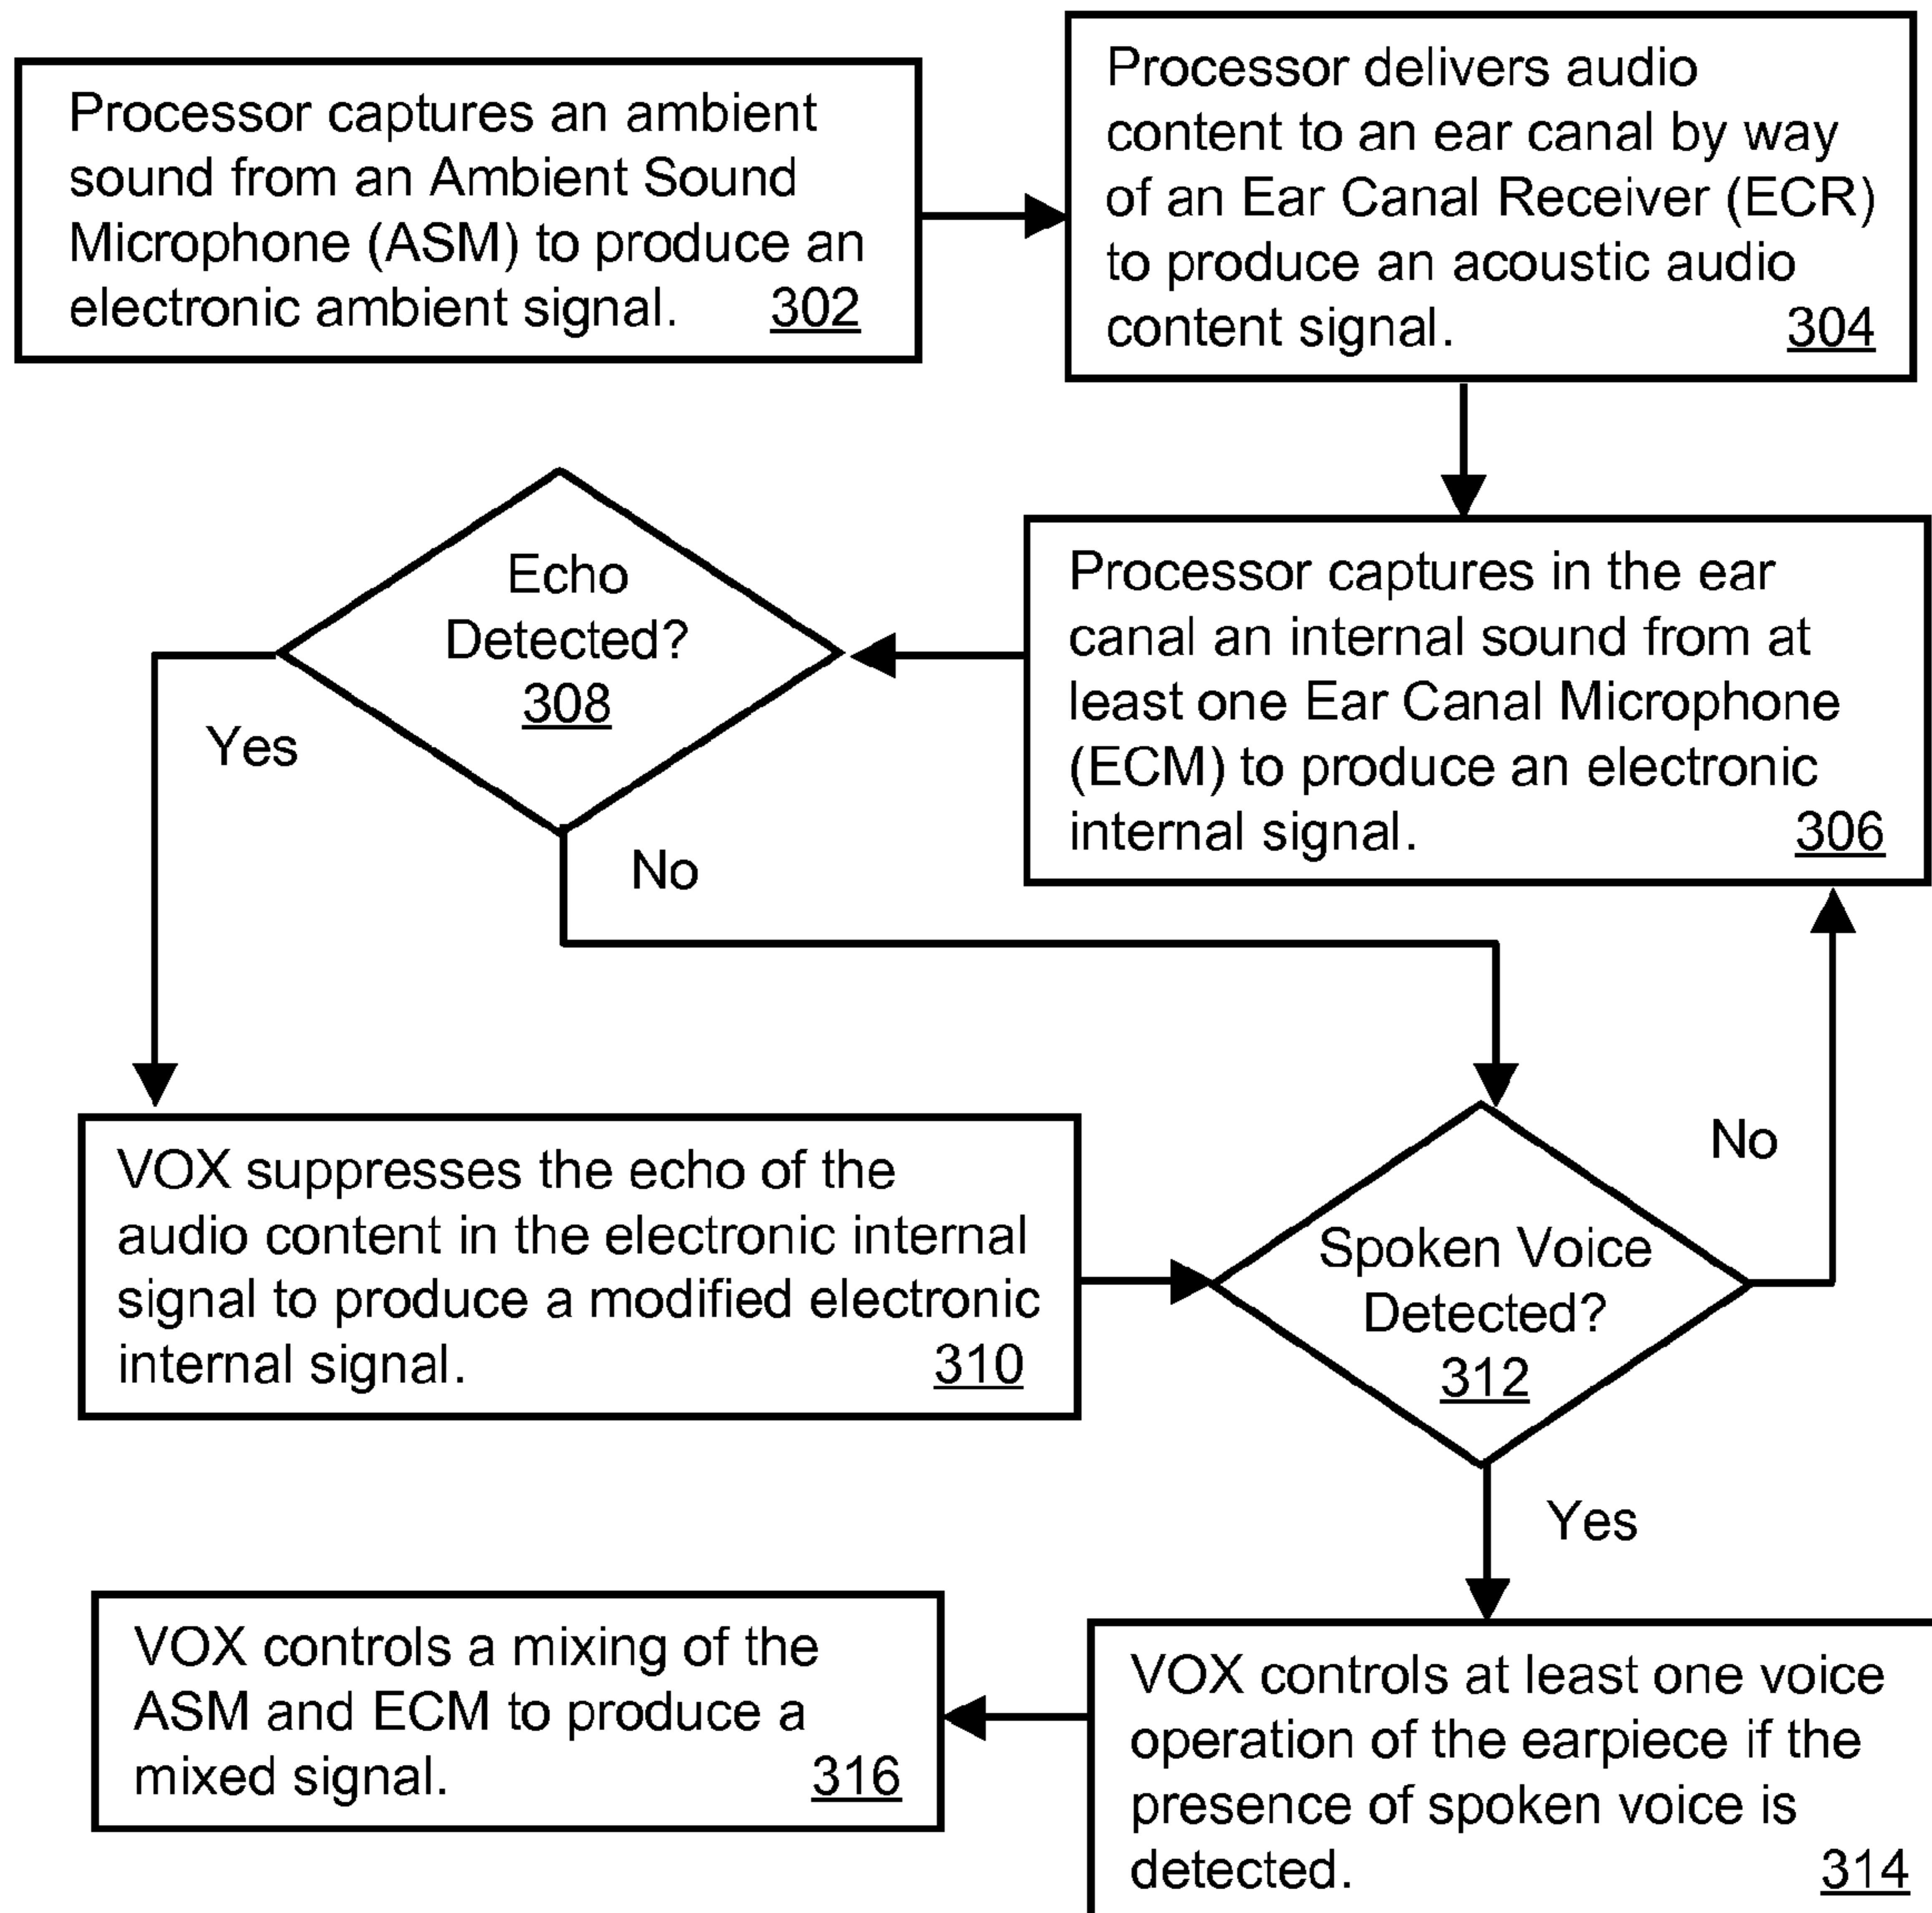 Processor captures an ambient
sound from an Ambient Sound
Microphone (ASM) to produce an
electronic ambient signal. 302
Processor delivers audio
content to an ear canal by way
of an Ear Canal Receiver (ECR)
to produce an acoustic audio
content signal. 304
Processor captures in the ear
canal an internal sound from at
least one Ear Canal Microphone
(ECM) to produce an electronic
internal signal. 306
Echo
Detected?
308
Yes
No
VOX suppresses the echo of the
audio content in the electronic internal
signal to produce a modified electronic
internal signal. 310
Spoken Voice
Detected?
312
No
Yes
VOX controls at least one voice
operation of the earpiece if the
presence of spoken voice is
detected. 314
VOX controls a mixing of the
ASM and ECM to produce a
mixed signal. 316